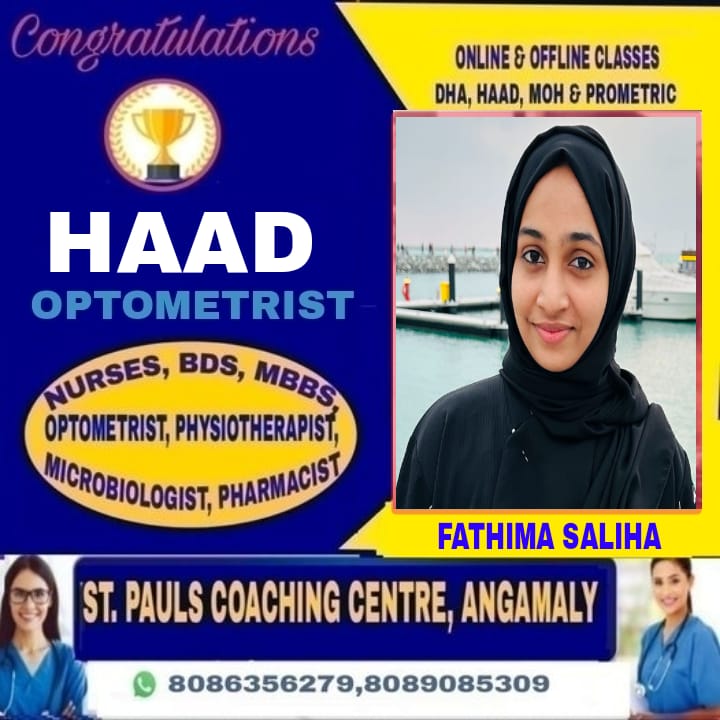 Congratulations
ONLINE & OFFLINE CLASSES
DHA, HAAD, MOH & PROMETRIC
HAAD
OPTOMETRIST
NURSES, BDS, MBBS,
OPTOMETRIST, PHYSIOTHERAPIST,
MICROBIOLOGIST, PHARMACIST
FATHIMA SALIHA
ST. PAULS COACHING CENTRE, ANGAMALY
8086356279,8089085309